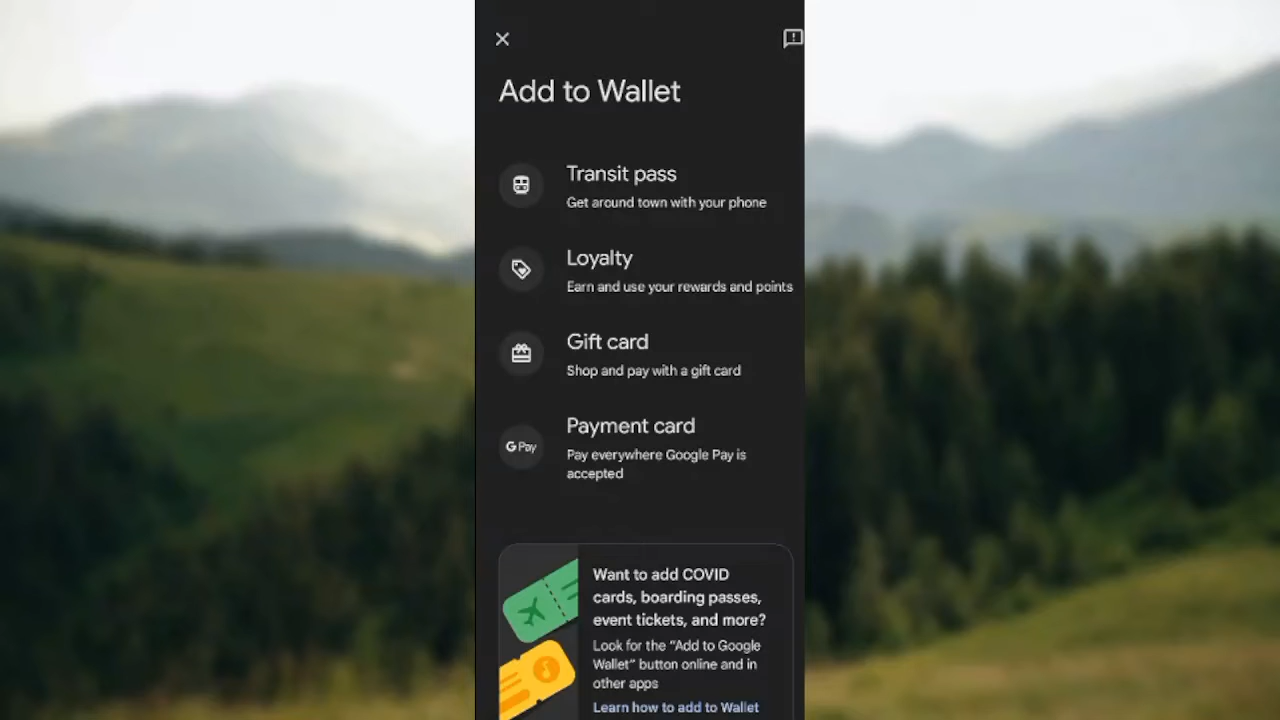 Add to Wallet
Transit pass
Get around town with your phone
Loyalty
Earn and use your rewards and points
Gift card
Shop and pay with a gift card
G Pay
Payment card
Pay everywhere Google Pay is
accepted
Want to add COVID
cards, boarding passes,
event tickets, and more?
Look for the “Add to Google
Wallet” button online and in
other apps
Learn how to add to Wallet